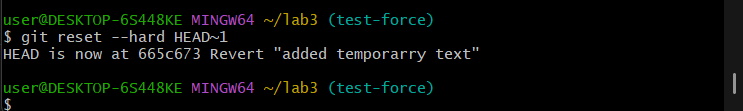 user@DESKTOP-6S448KE MINGW64 ~/lab3 (test-force)
$ git reset --hard HEAD~1
HEAD is now at 665c673 Revert "added temporarry text"
user@DESKTOP-6S448KE MINGW64 ~/lab3 (test-force)
$